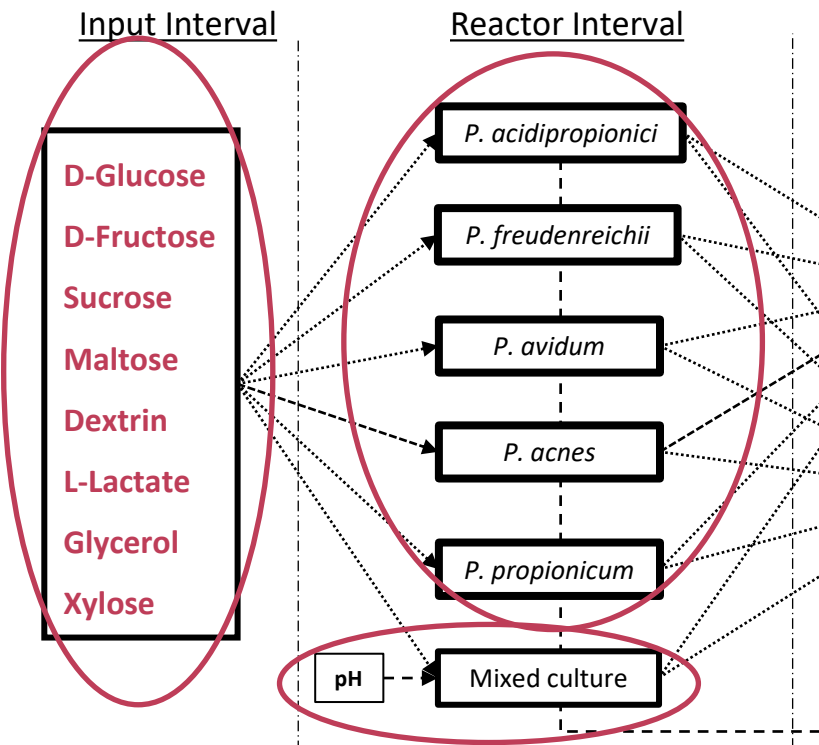 Input Interval
Reactor Interval
D-Glucose
D-Fructose
Sucrose
Maltose
Dextrin
L-Lactate
Glycerol
Xylose
P. acidipropionici
P. freudenreichii
P. avidum
P. acnes
P. propionicum
pH
Mixed culture